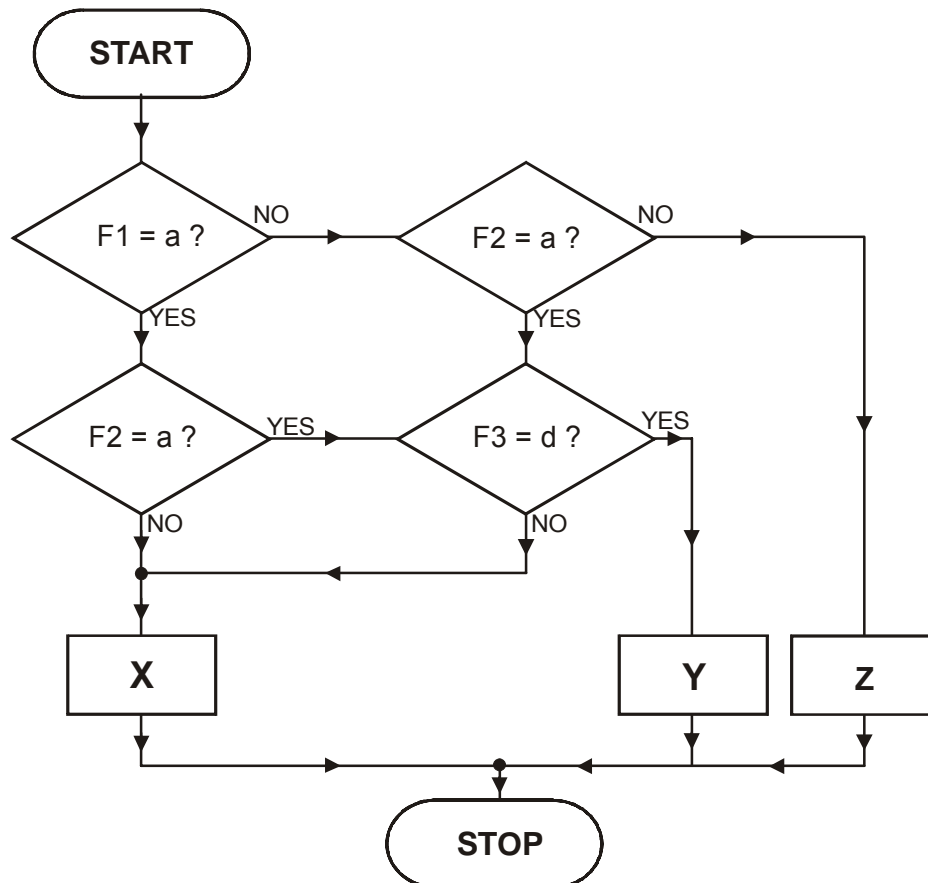 START
F1 = a ?
NO
F2 = a ?
NO
YES
YES
F2 = a ?
YES
F3 = d ?
YES
NO
NO
X
Y
Z
STOP